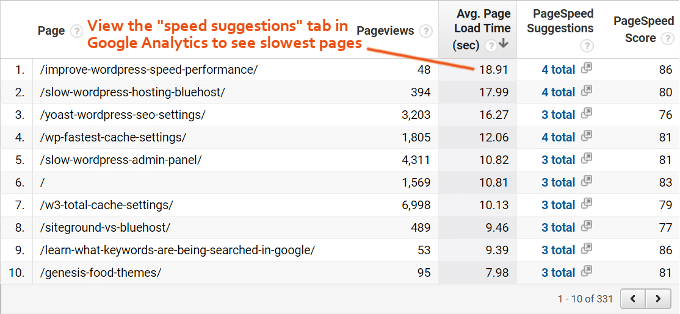 View the "speed suggestions" tab in
Google Analytics to see slowest pages
Page ? Pageviews ? Avg. Page Load Time (sec) ? PageSpeed Suggestions ? PageSpeed Score ?
1. /improve-wordpress-speed-performance/ 48 18.91 4 total 86
2. /slow-wordpress-hosting-bluehost/ 394 17.99 4 total 80
3. /yoast-wordpress-seo-settings/ 3,203 16.27 3 total 76
4. /wp-fastest-cache-settings/ 1,805 12.06 4 total 81
5. /slow-wordpress-admin-panel/ 4,311 10.82 3 total 81
6. / 1,569 10.81 3 total 83
7. /w3-total-cache-settings/ 6,998 10.13 3 total 79
8. /siteground-vs-bluehost/ 489 9.46 3 total 77
9. /learn-what-keywords-are-being-searched-in-google/ 53 9.39 3 total 86
10. /genesis-food-themes/ 95 7.98 3 total 81
1 - 10 of 331